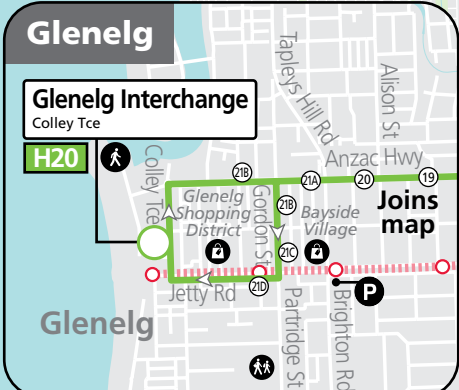 Glenelg
Glenelg Interchange
Colley Tce
H20
Colley Tce
Tapleys Hill Rd
Alison St
Anzac Hwy
21B
21A
20
19
Glenelg
Shopping
District
Gordon St
21B
Bayside
Village
Joins
map
21C
Jetty Rd
21D
P
Glenelg
Partridge St
Brighton Rd